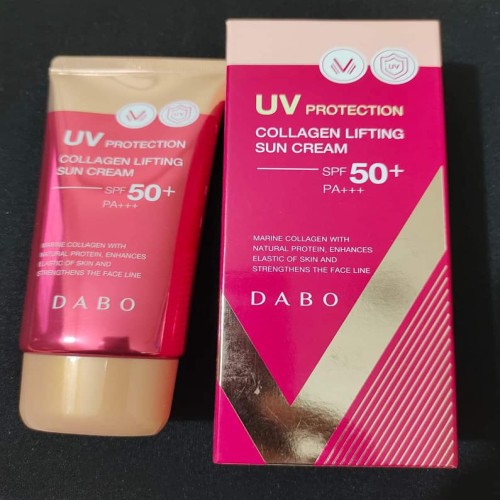 UV PROTECTION
COLLAGEN LIFTING
SUN CREAM
SPF 50+
PA+++
MARINE COLLAGEN WITH
NATURAL PROTEIN, ENHANCES
ELASTIC OF SKIN AND
STRENGTHENS THE FACE LINE
DABO
UV
UV PROTECTION
COLLAGEN LIFTING
SUN CREAM
SPF 50+
PA+++
MARINE COLLAGEN WITH
NATURAL PROTEIN, ENHANCES
ELASTIC OF SKIN AND
STRENGTHENS THE FACE LINE
DABO